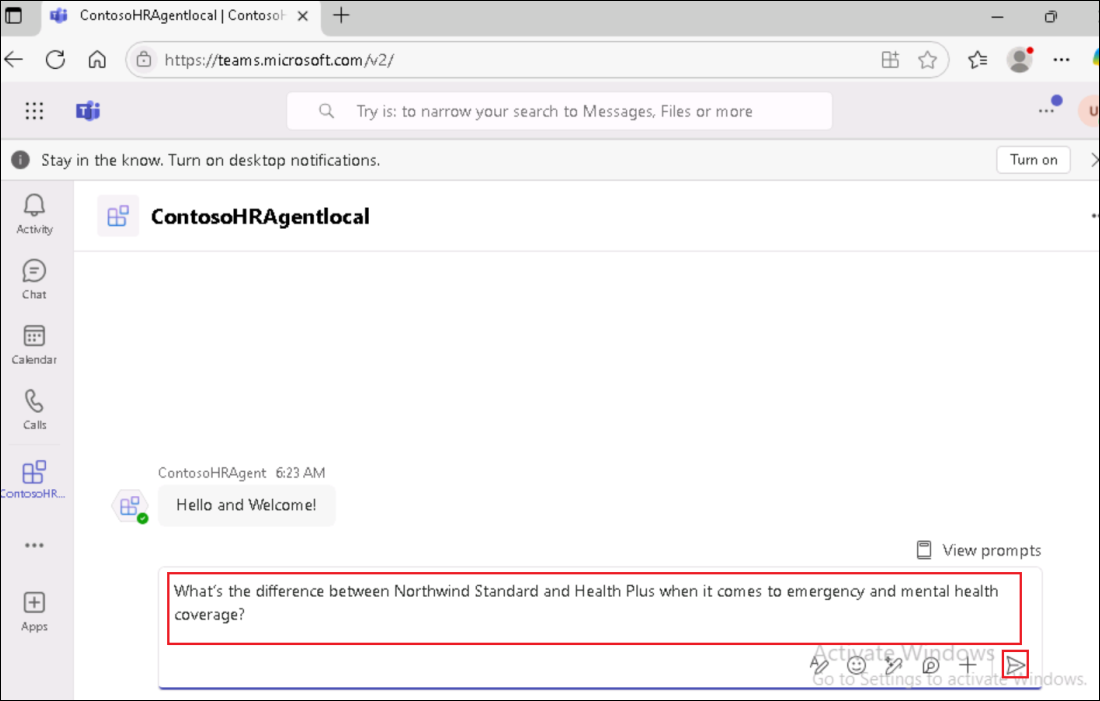 ContosoHRAgentlocal | ContosoH
https://teams.microsoft.com/v2/
Try is: to narrow your search to Messages, Files or more
U
Stay in the know. Turn on desktop notifications.
Turn on
Activity
Chat
Calendar
Calls
ContosoHR...
Apps
ContosoHRAgentlocal
ContosoHRAgent 6:23 AM
Hello and Welcome!
View prompts
What's the difference between Northwind Standard and Health Plus when it comes to emergency and mental health
coverage?
Activate Windows
Go to Settings to activate Windows.